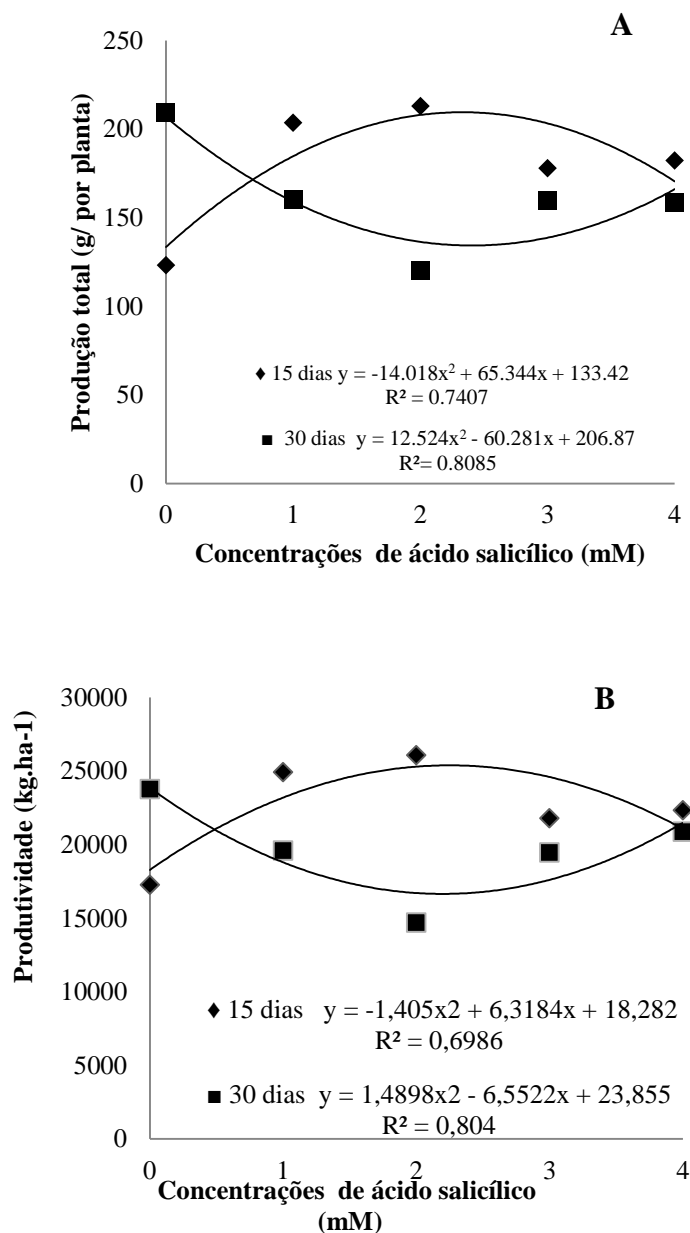 A
Produção total (g/ por planta)
250
200
150
100
50
0
♦ 15 dias y = -14.018x² + 65.344x + 133.42
R² = 0.7407
■ 30 dias y = 12.524x² - 60.281x + 206.87
R²= 0.8085
0 1 2 3 4
Concentrações de ácido salicílico (mM)
B
Produtividade (kg.ha-1)
30000
25000
20000
15000
10000
5000
0
♦ 15 dias y = -1,405x2 + 6,3184x + 18,282
R² = 0,6986
■ 30 dias y = 1,4898x2 - 6,5522x + 23,855
R² = 0,804
0 1 2 3 4
Concentrações de ácido salicílico
(mM)